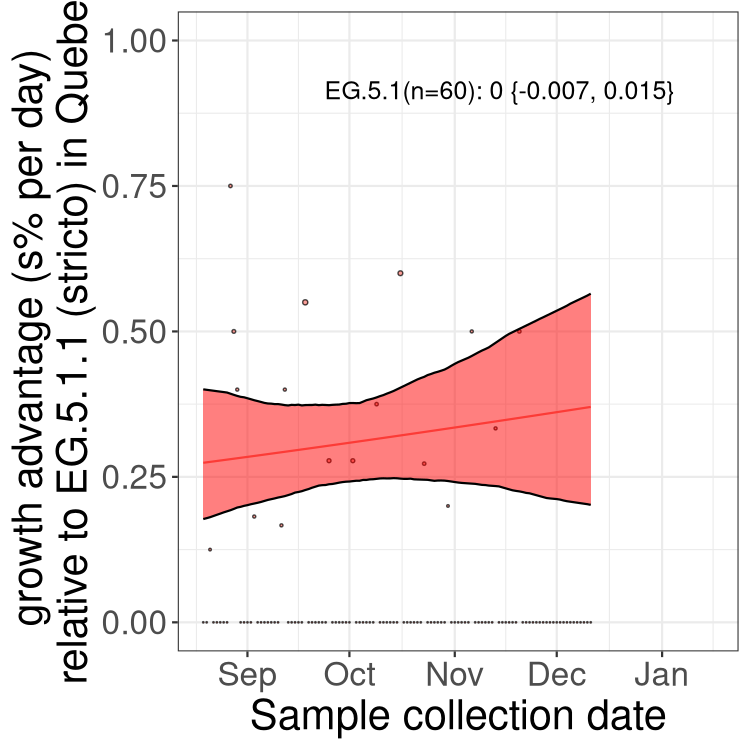 growth advantage (s% per day)
relative to EG.5.1.1 (stricto) in Quebe
1.00
0.75
0.50
0.25
0.00
EG.5.1(n=60): 0 {-0.007, 0.015}
Sep Oct Nov Dec Jan
Sample collection date